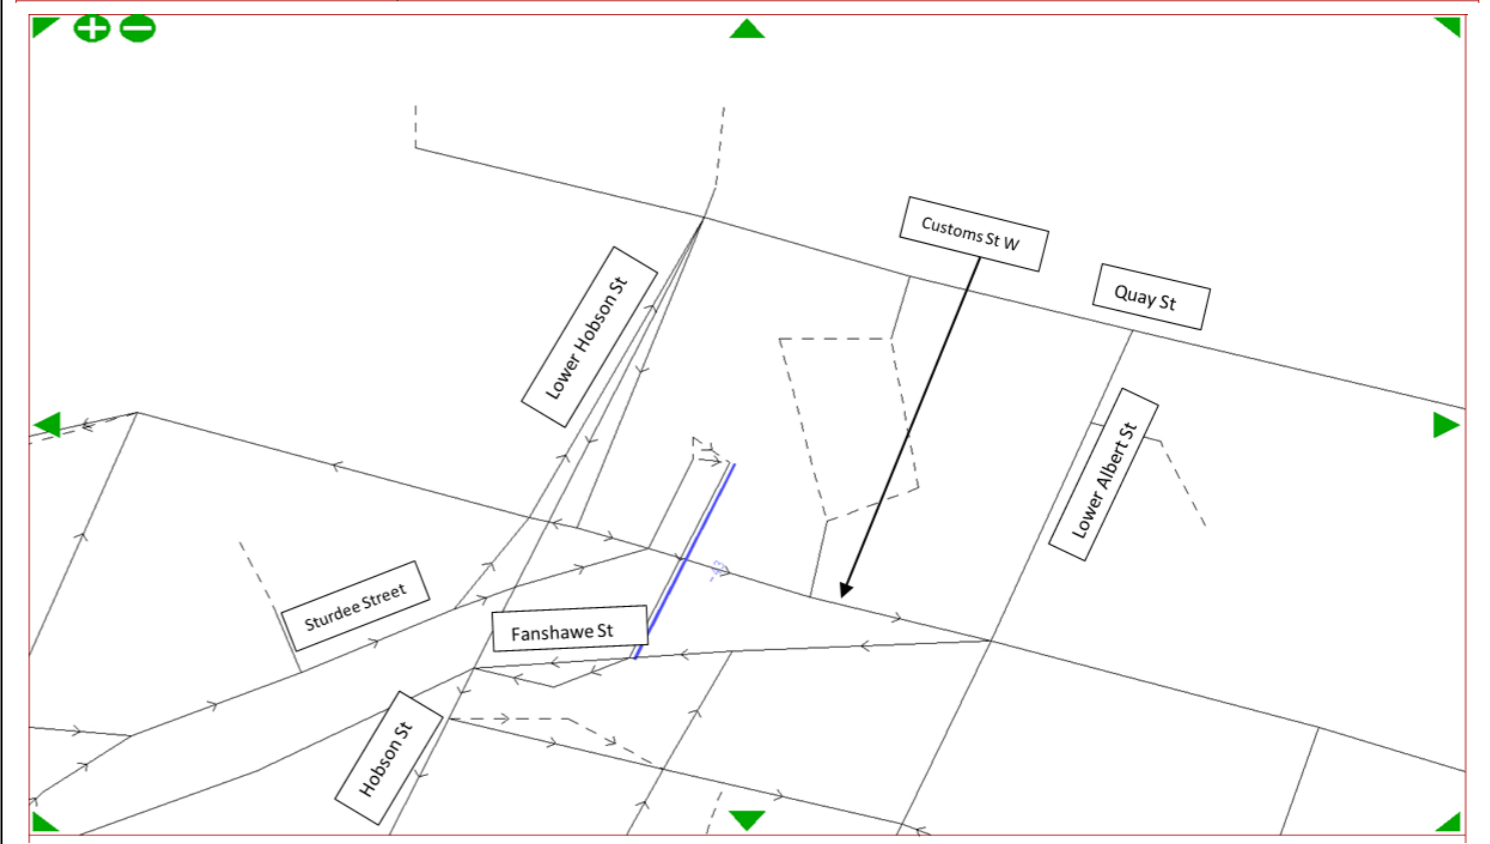 Customs St W
Quay St
Lower Hobson St
Lower Albert St
Sturdee Street
Fanshawe St
Hobson St